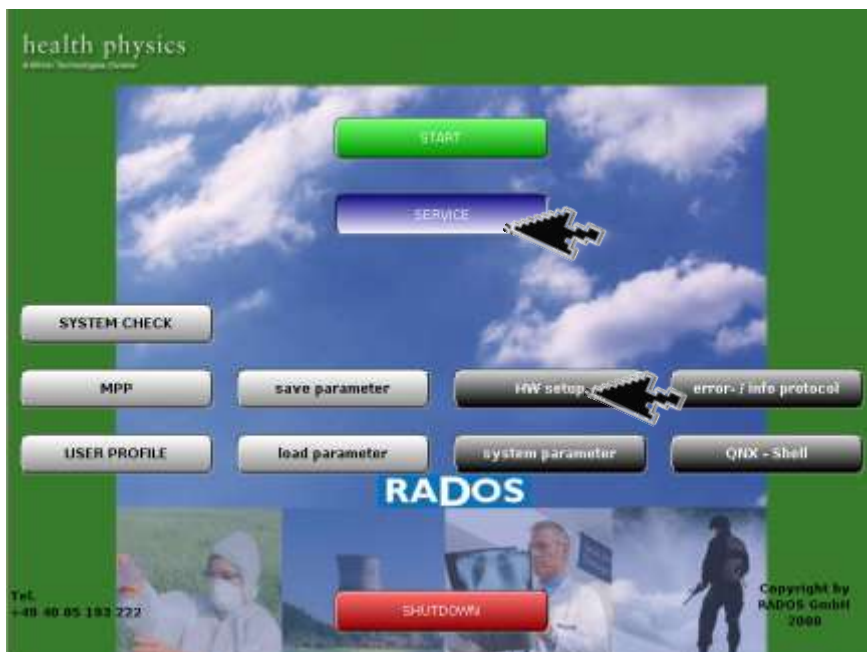 health physics
START
SERVICE
SYSTEM CHECK
MPP
save parameter
HW setup
error- / info protocol
USER PROFILE
load parameter
system parameter
QNX - Shell
RADOS
Tel.
SHUTDOWN
Copyright by
RADOS GmbH
2008